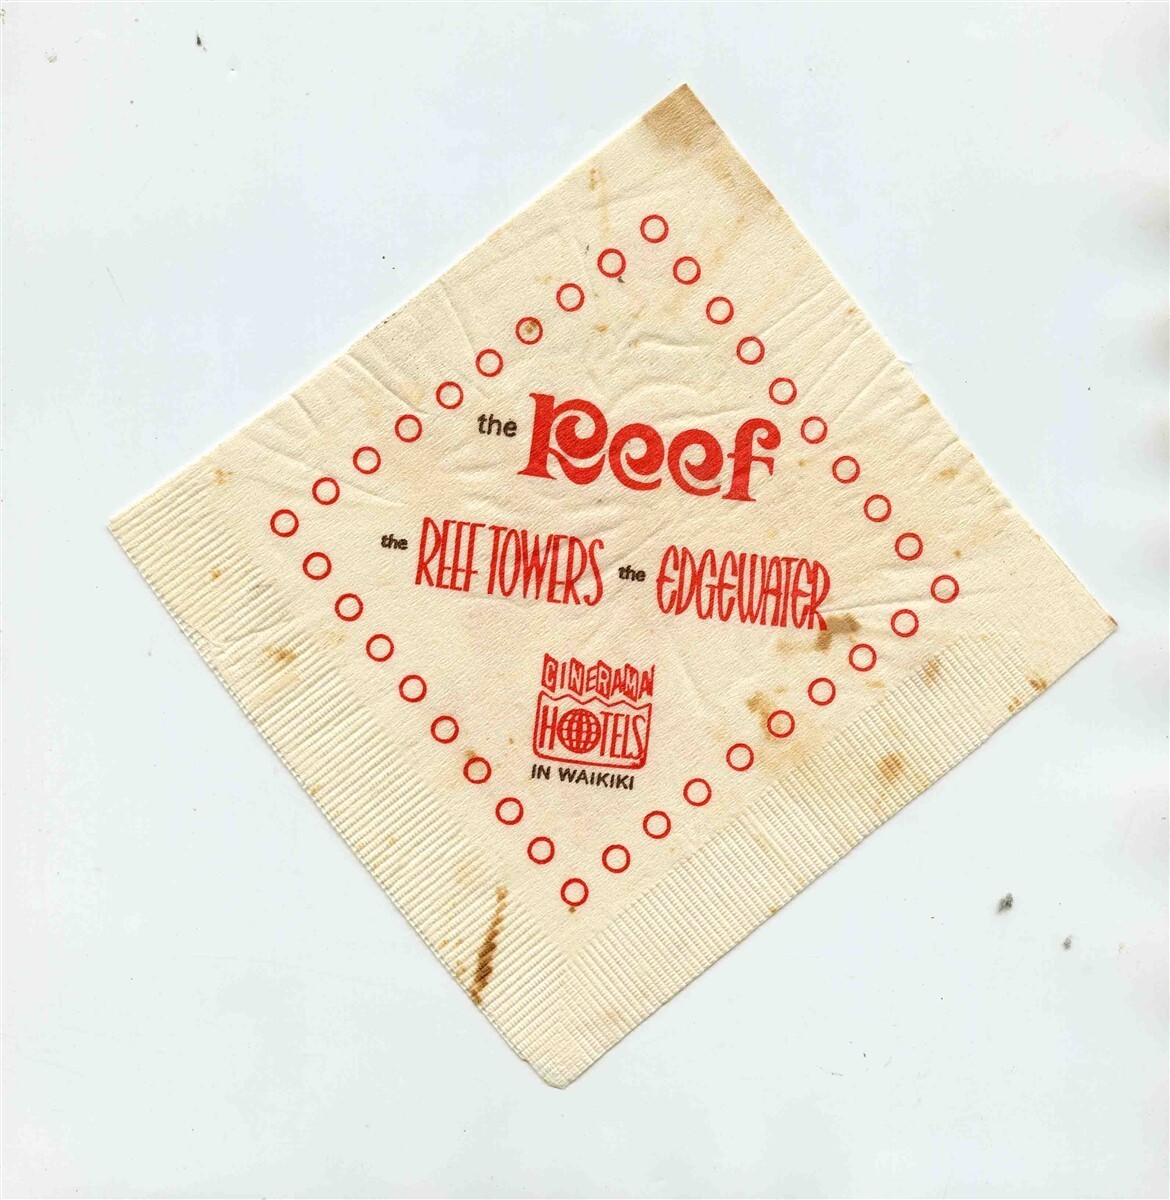 the Reef
the REEF TOWERS the EDGEWATER
CINERAMA
HOTELS
IN WAIKIKI